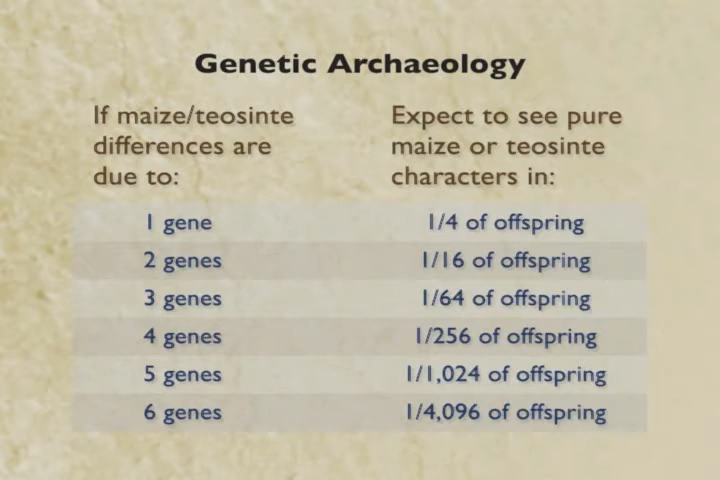 Genetic Archaeology
If maize/teosinte
differences are
due to:
Expect to see pure
maize or teosinte
characters in:
1 gene 1/4 of offspring
2 genes 1/16 of offspring
3 genes 1/64 of offspring
4 genes 1/256 of offspring
5 genes 1/1,024 of offspring
6 genes 1/4,096 of offspring